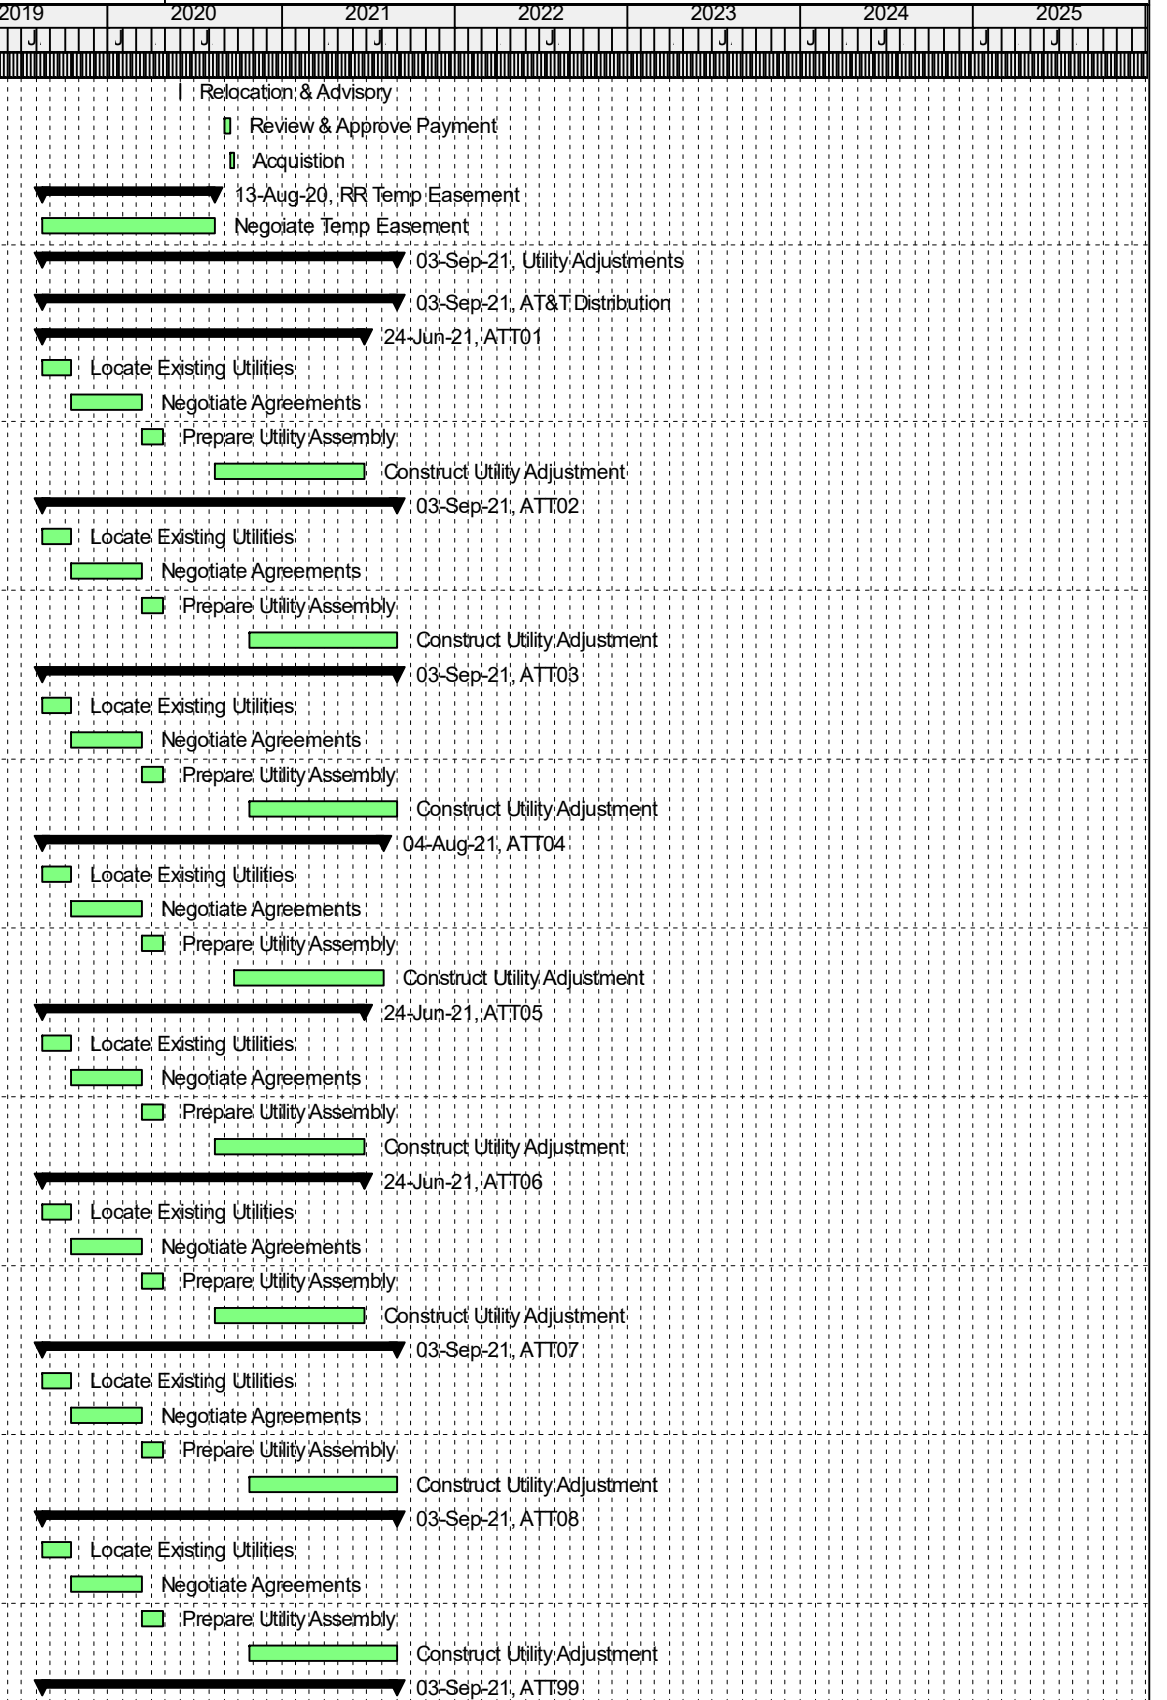 2019 2020 2021 2022 2023 2024 2025
Relocation & Advisory
Review & Approve Payment
Acquistion
13-Aug-20, RR Temp Easement
Negoiate Temp Easement
03-Sep-21, Utility Adjustments
03-Sep-21, AT&T Distribution
24-Jun-21, ATT01
Locate Existing Utilities
Negotiate Agreements
Prepare Utility Assembly
Construct Utility Adjustment
03-Sep-21, ATT02
Locate Existing Utilities
Negotiate Agreements
Prepare Utility Assembly
Construct Utility Adjustment
03-Sep-21, ATT03
Locate Existing Utilities
Negotiate Agreements
Prepare Utility Assembly
Construct Utility Adjustment
04-Aug-21, ATT04
Locate Existing Utilities
Negotiate Agreements
Prepare Utility Assembly
Construct Utility Adjustment
24-Jun-21, ATT05
Locate Existing Utilities
Negotiate Agreements
Prepare Utility Assembly
Construct Utility Adjustment
24-Jun-21, ATT06
Locate Existing Utilities
Negotiate Agreements
Prepare Utility Assembly
Construct Utility Adjustment
03-Sep-21, ATT07
Locate Existing Utilities
Negotiate Agreements
Prepare Utility Assembly
Construct Utility Adjustment
03-Sep-21, ATT08
Locate Existing Utilities
Negotiate Agreements
Prepare Utility Assembly
Construct Utility Adjustment
03-Sep-21, ATT99